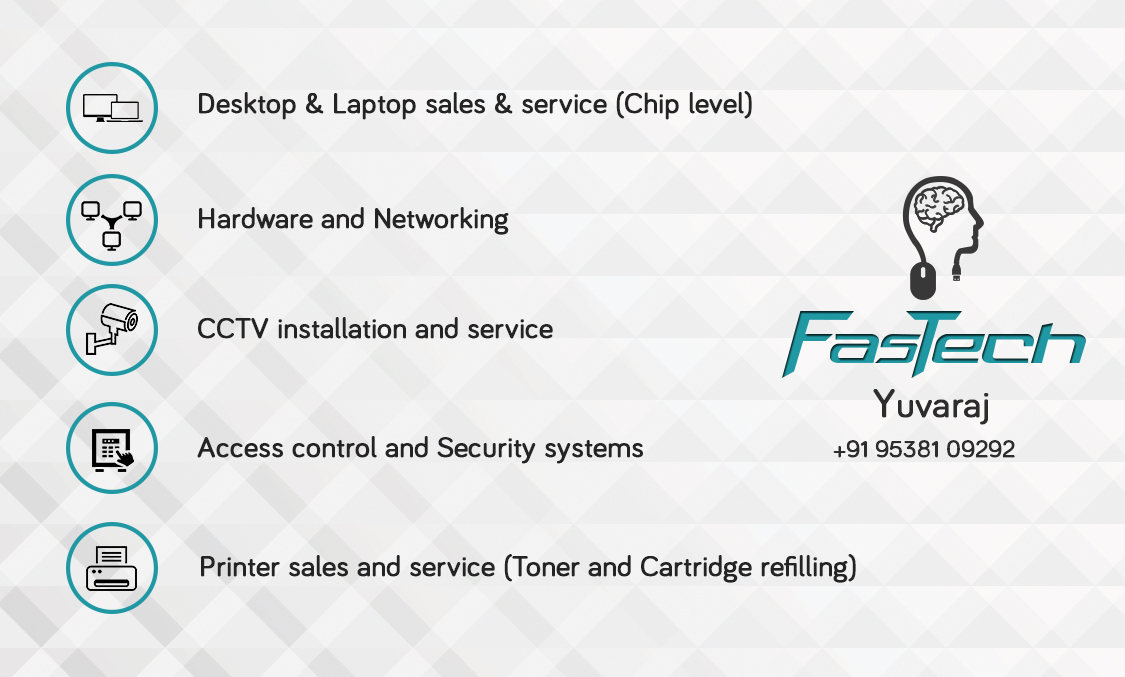 Desktop & Laptop sales & service (Chip level)
Hardware and Networking
CCTV installation and service
Access control and Security systems
Printer sales and service (Toner and Cartridge refilling)
FasTech
Yuvaraj
+91 95381 09292